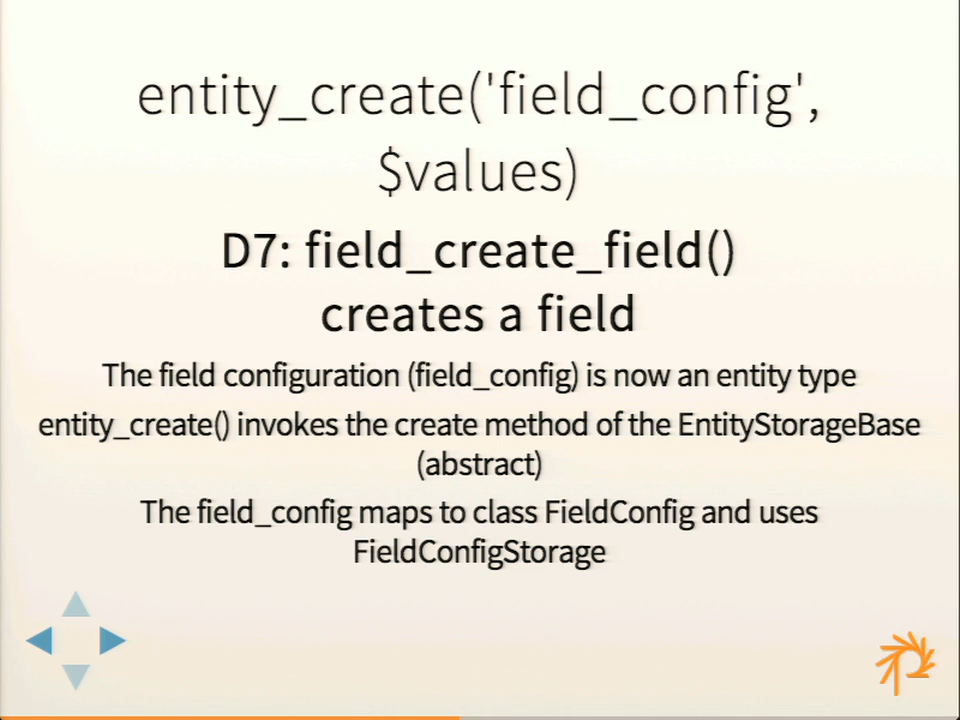 entity_create('field_config',
$values)
D7: field_create_field()
creates a field
The field configuration (field_config) is now an entity type
entity_create() invokes the create method of the EntityStorageBase
(abstract)
The field_config maps to class FieldConfig and uses
FieldConfigStorage